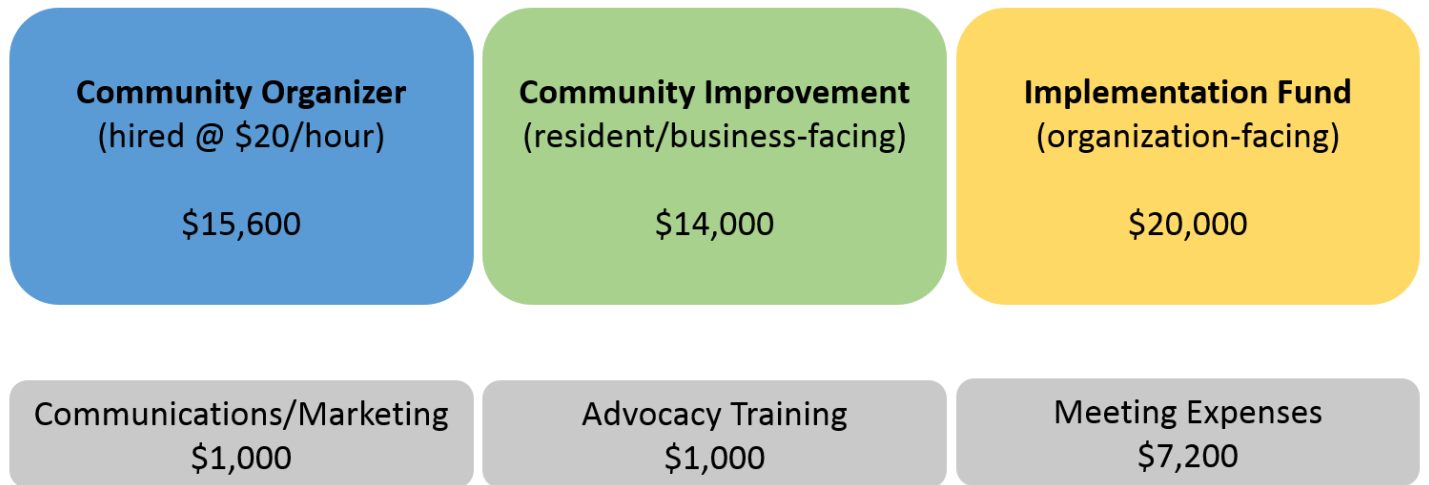 Community Organizer
(hired @ $20/hour)
$15,600
Community Improvement
(resident/business-facing)
$14,000
Implementation Fund
(organization-facing)
$20,000
Communications/Marketing
$1,000
Advocacy Training
$1,000
Meeting Expenses
$7,200